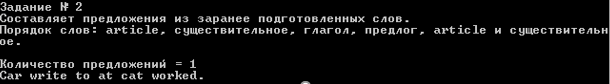 Задание № 2
Составляет предложения из заранее подготовленных слов.
Порядок слов: article, существительное, глагол, предлог, article и существительн
ое.
Количество предложений = 1
Car write to at cat worked.